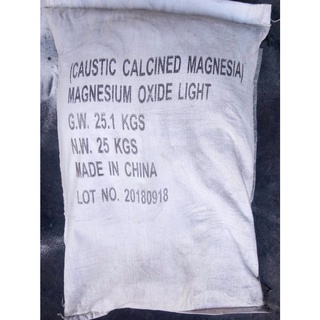 (CAUSTIC CALCINED MAGNESIA)
MAGNESIUM OXIDE LIGHT
G.W. 25.1 KGS
N.W. 25 KGS
MADE IN CHINA
LOT NO. 20180918